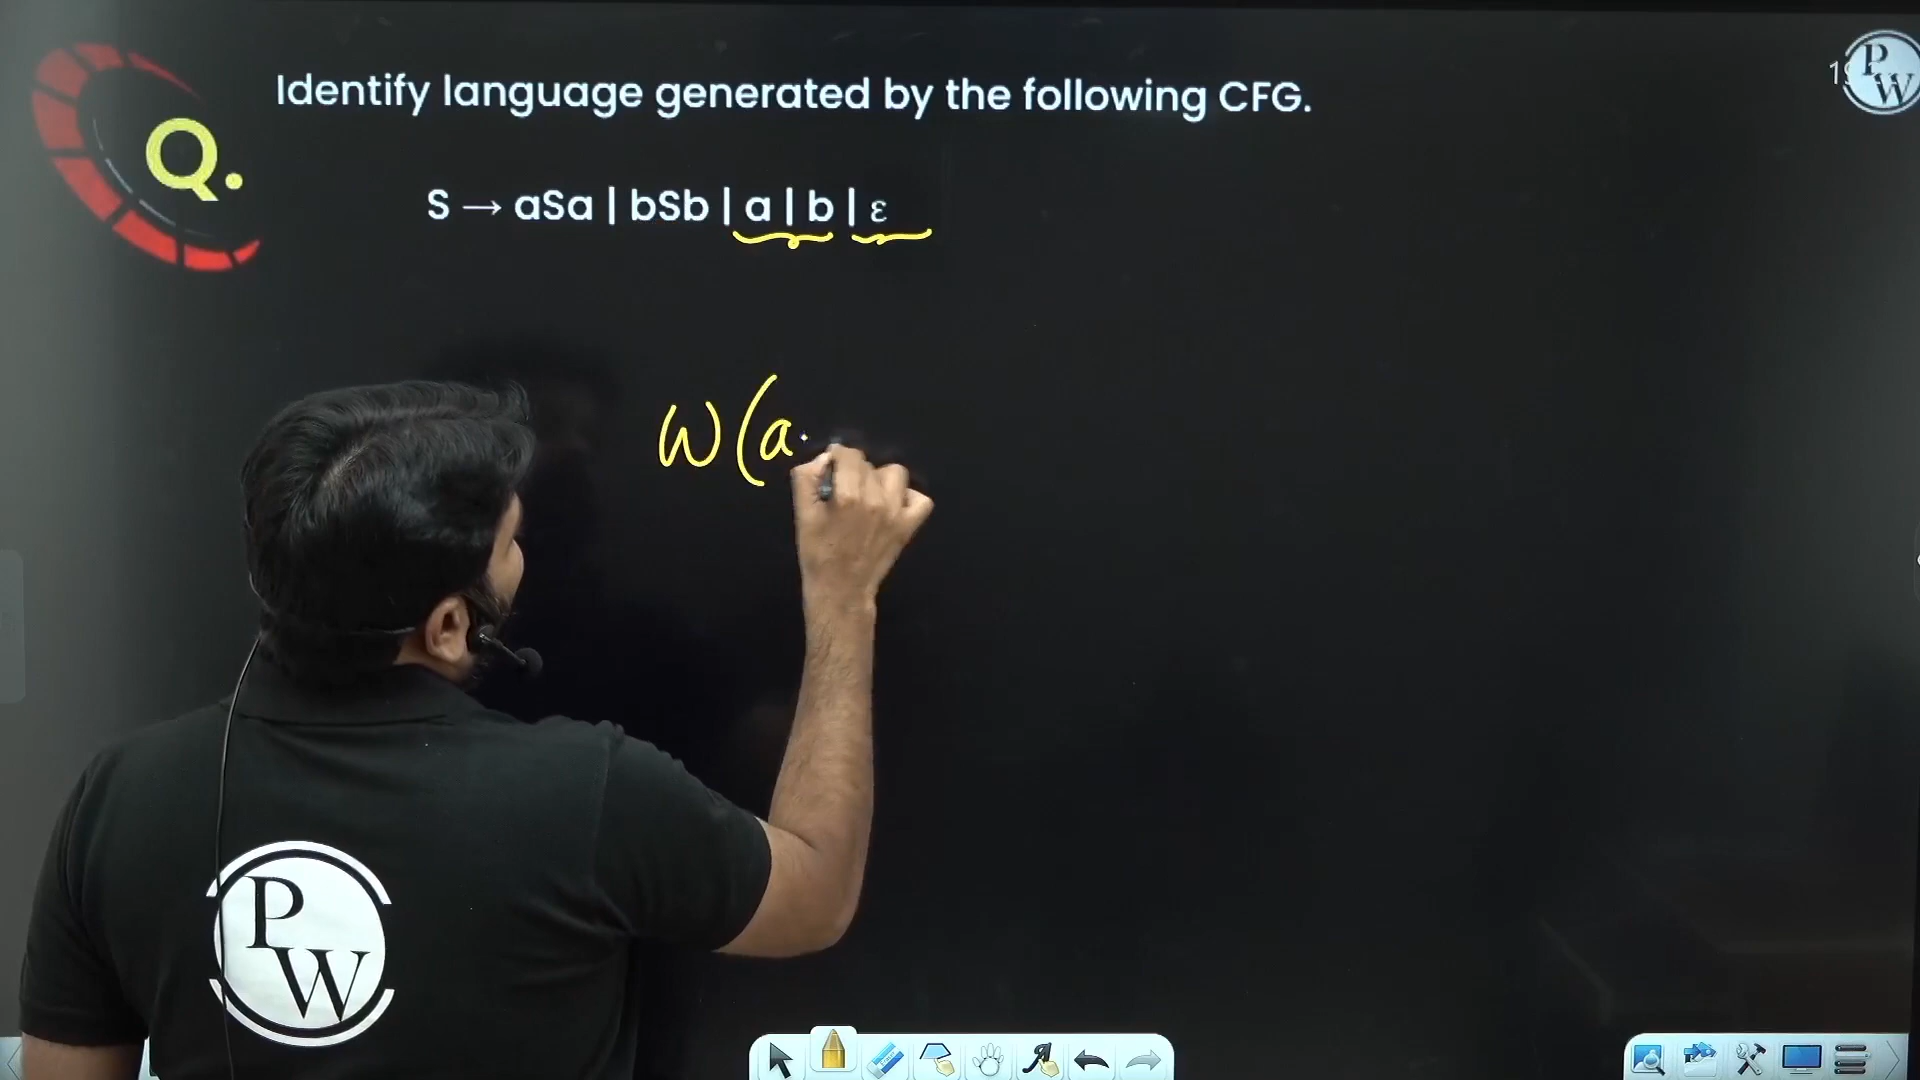 Identify language generated by the following CFG.
Q.
S → aSa | bSb | a | b | ε
W (a
P
W
P
W